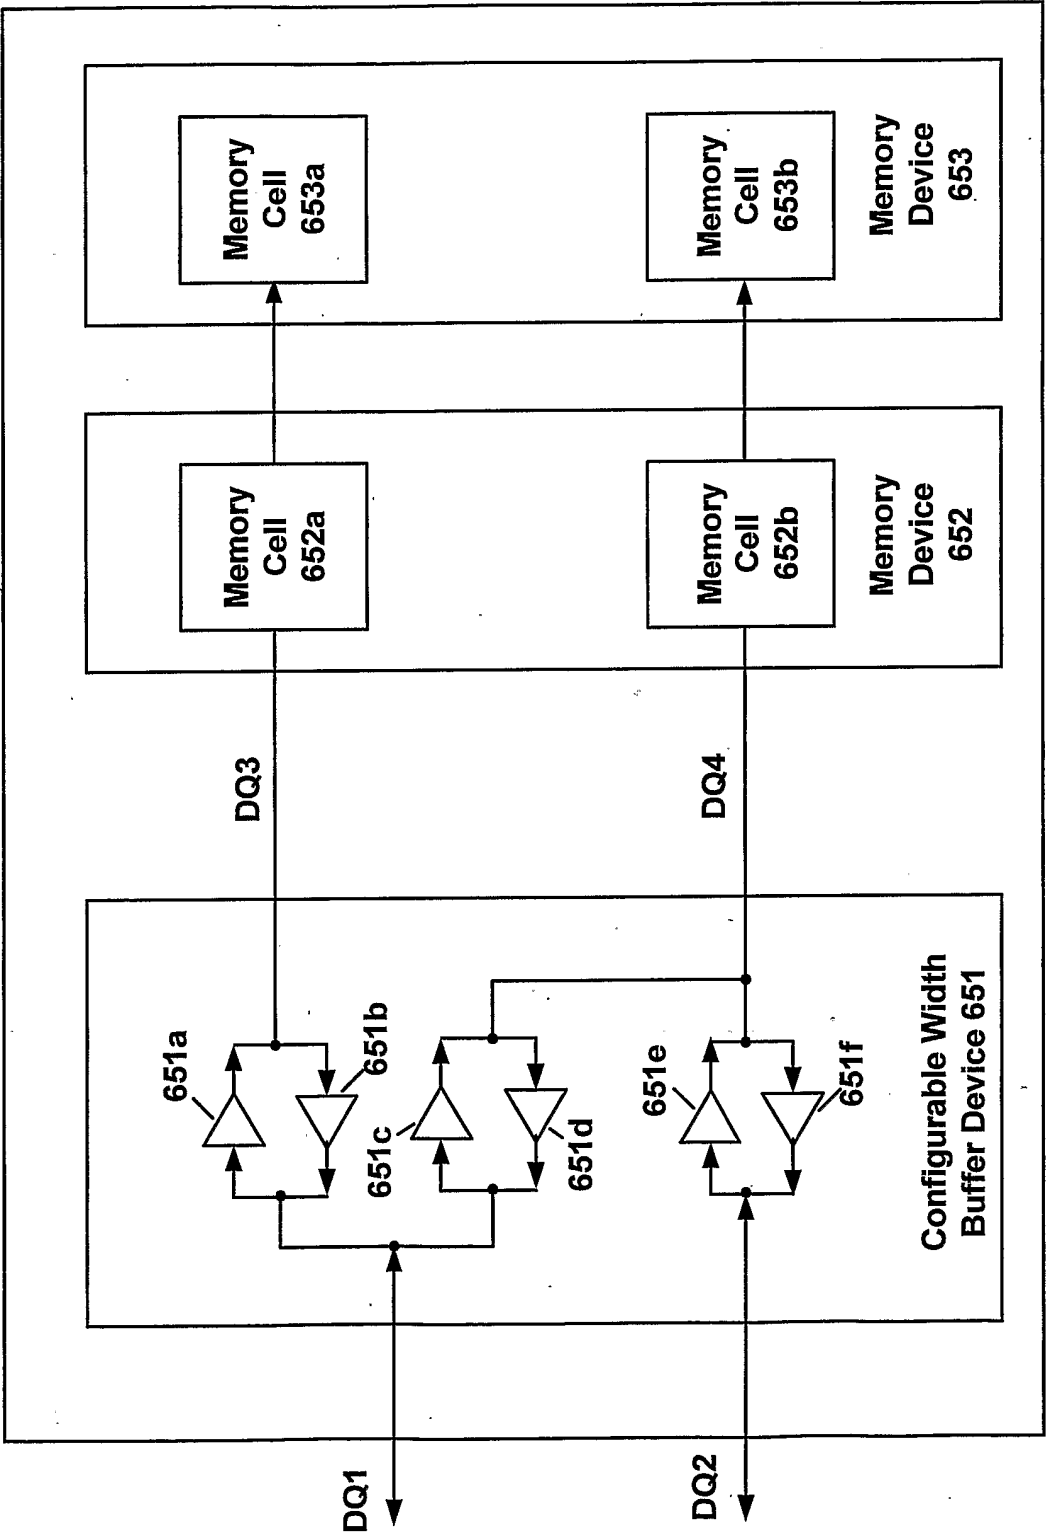 Memory
Cell
653a
Memory
Cell
653b
Memory
Device
653
Memory
Cell
652a
Memory
Cell
652b
Memory
Device
652
DQ3
DQ4
651a
651b
651c
651d
651e
651f
Configurable Width
Buffer Device 651
DQ1
DQ2